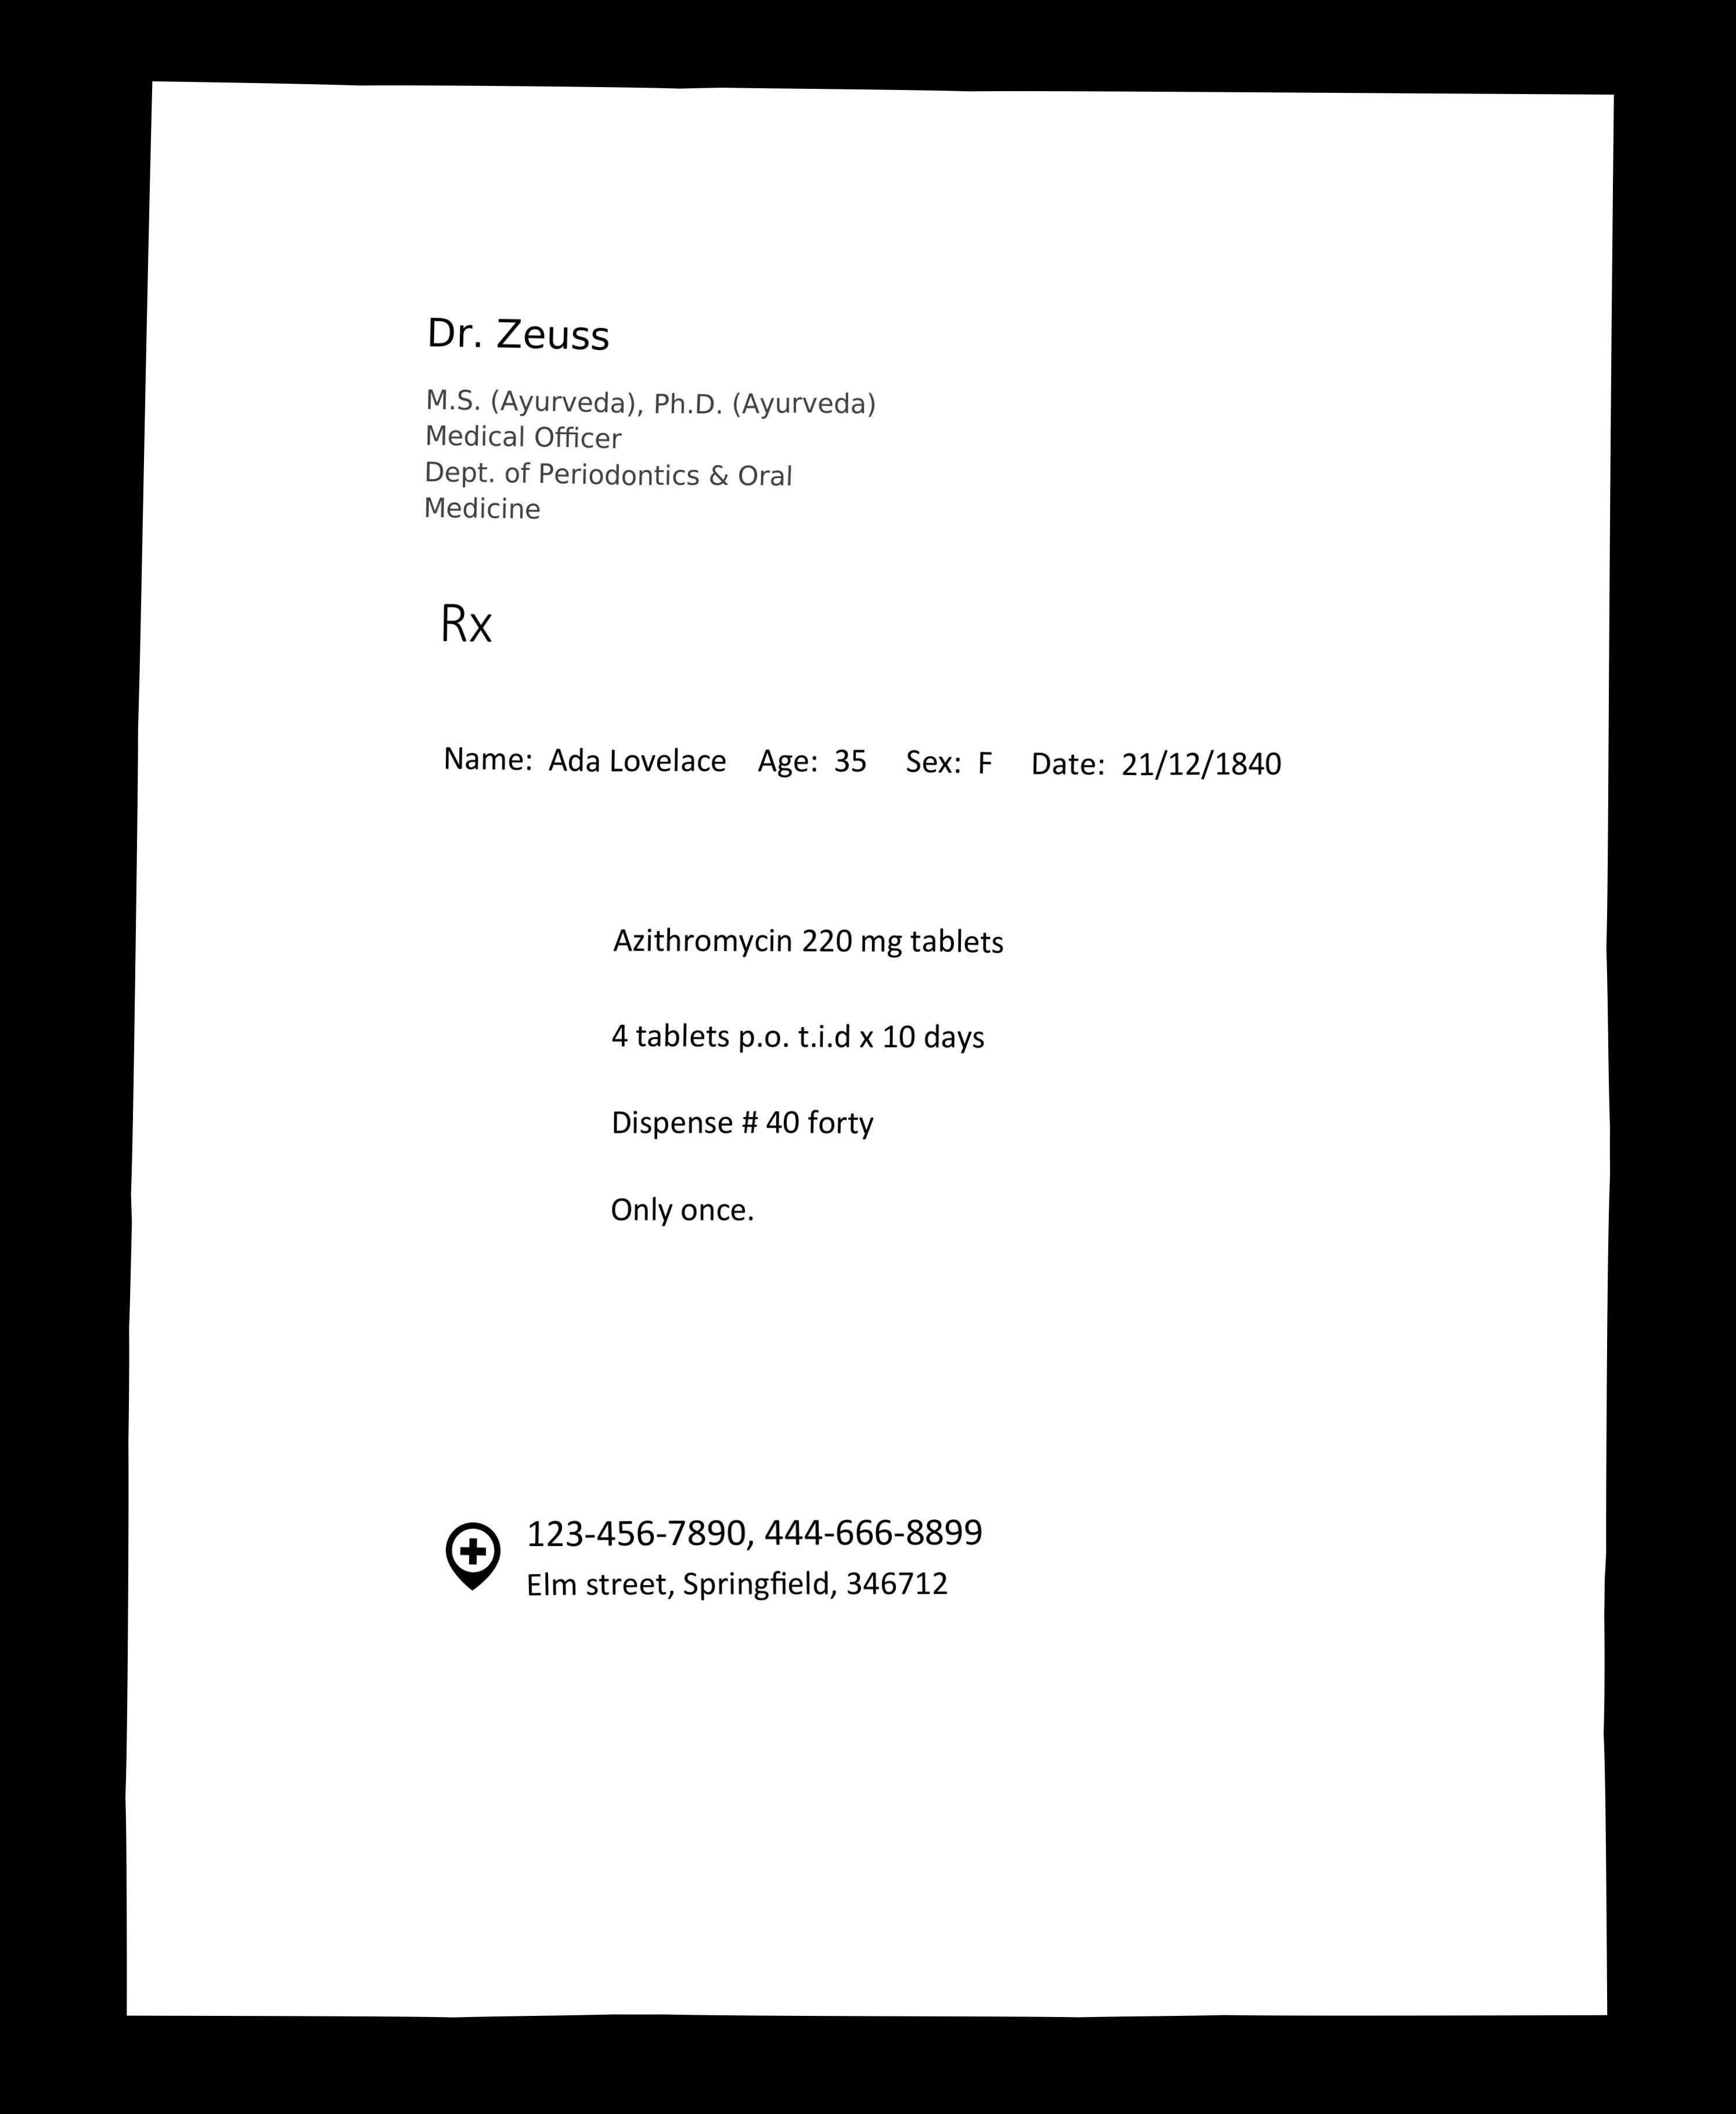 Dr. Zeuss
M.S. (Ayurveda), Ph.D. (Ayurveda)
Medical Officer
Dept. of Periodontics & Oral
Medicine
Rx
Name: Ada Lovelace Age: 35 Sex: F Date: 21/12/1840
Azithromycin 220 mg tablets
4 tablets p.o. t.i.d x 10 days
Dispense # 40 forty
Only once.
123-456-7890, 444-666-8899
Elm street, Springfield, 346712